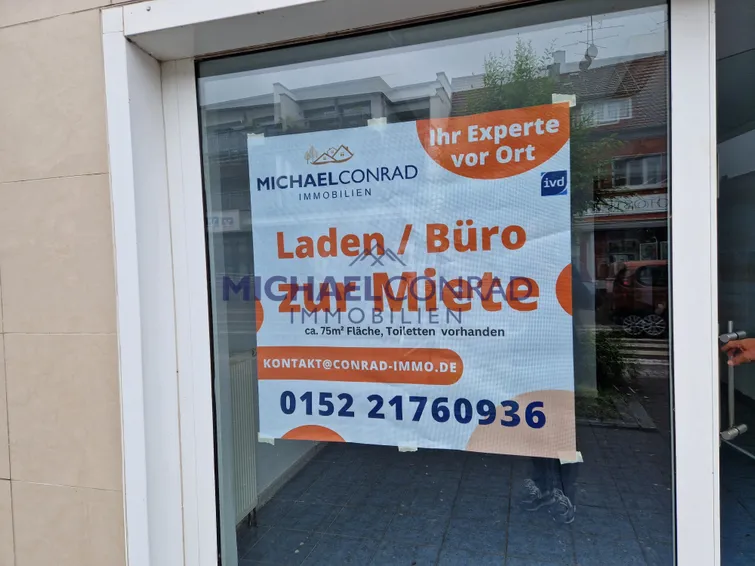 Ihr Experte
vor Ort
MICHAELCONRAD
IMMOBILIEN
ivd
Laden / Büro
zur Miete
MICHAELCONRAD
IMMOBILIEN
ca. 75m² Fläche, Toiletten vorhanden
KONTAKT@CONRAD-IMMO.DE
0152 21760936